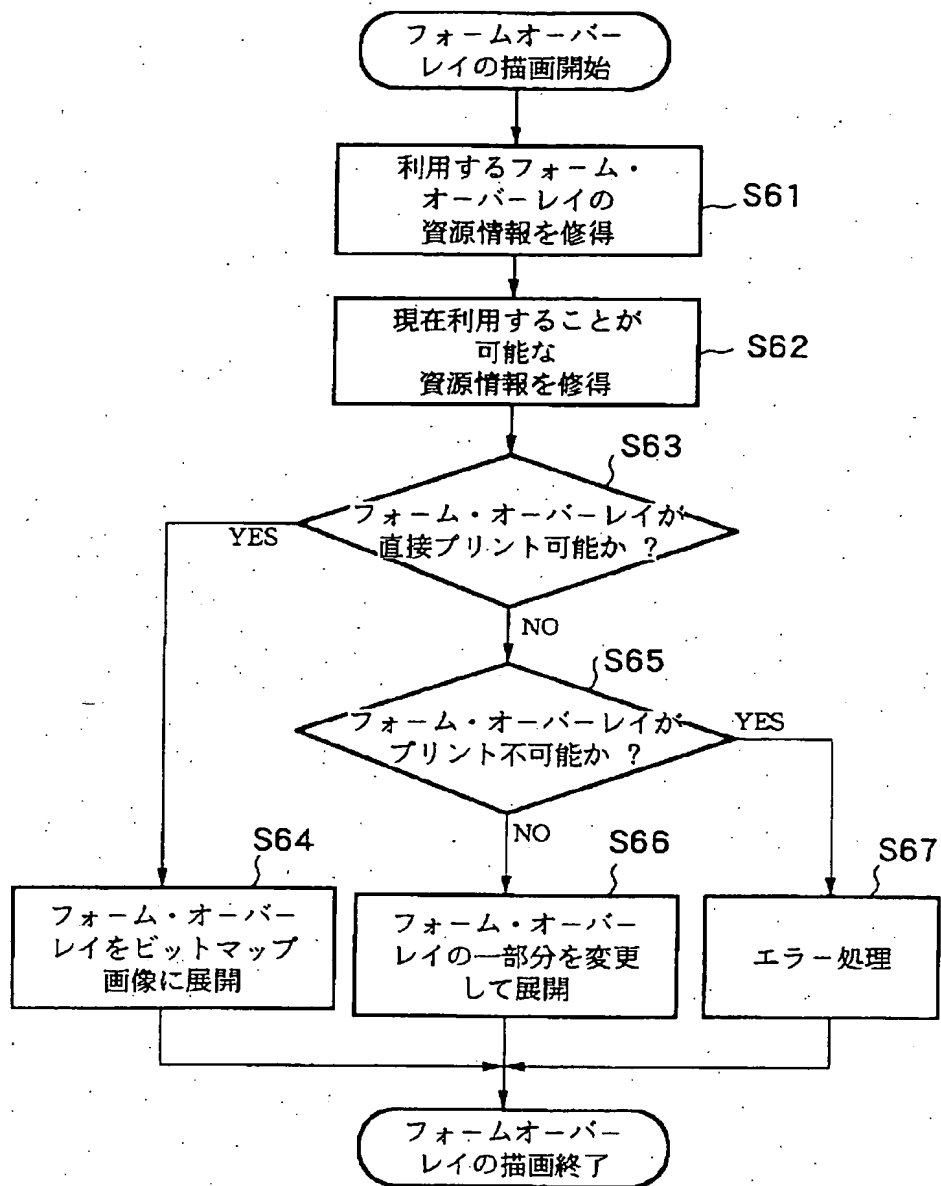 フォームオーバー
レイの描画開始
利用するフォーム・
オーバーレイの
資源情報を修得
S61
現在利用することが
可能な
資源情報を修得
S62
S63
フォーム・オーバーレイが
直接プリント可能か ?
YES
NO
S65
フォーム・オーバーレイが
プリント不可能か ?
YES
NO
S64
フォーム・オーバー
レイをビットマップ
画像に展開
S66
フォーム・オーバー
レイの一部分を変更
して展開
S67
エラー処理
フォームオーバー
レイの描画終了